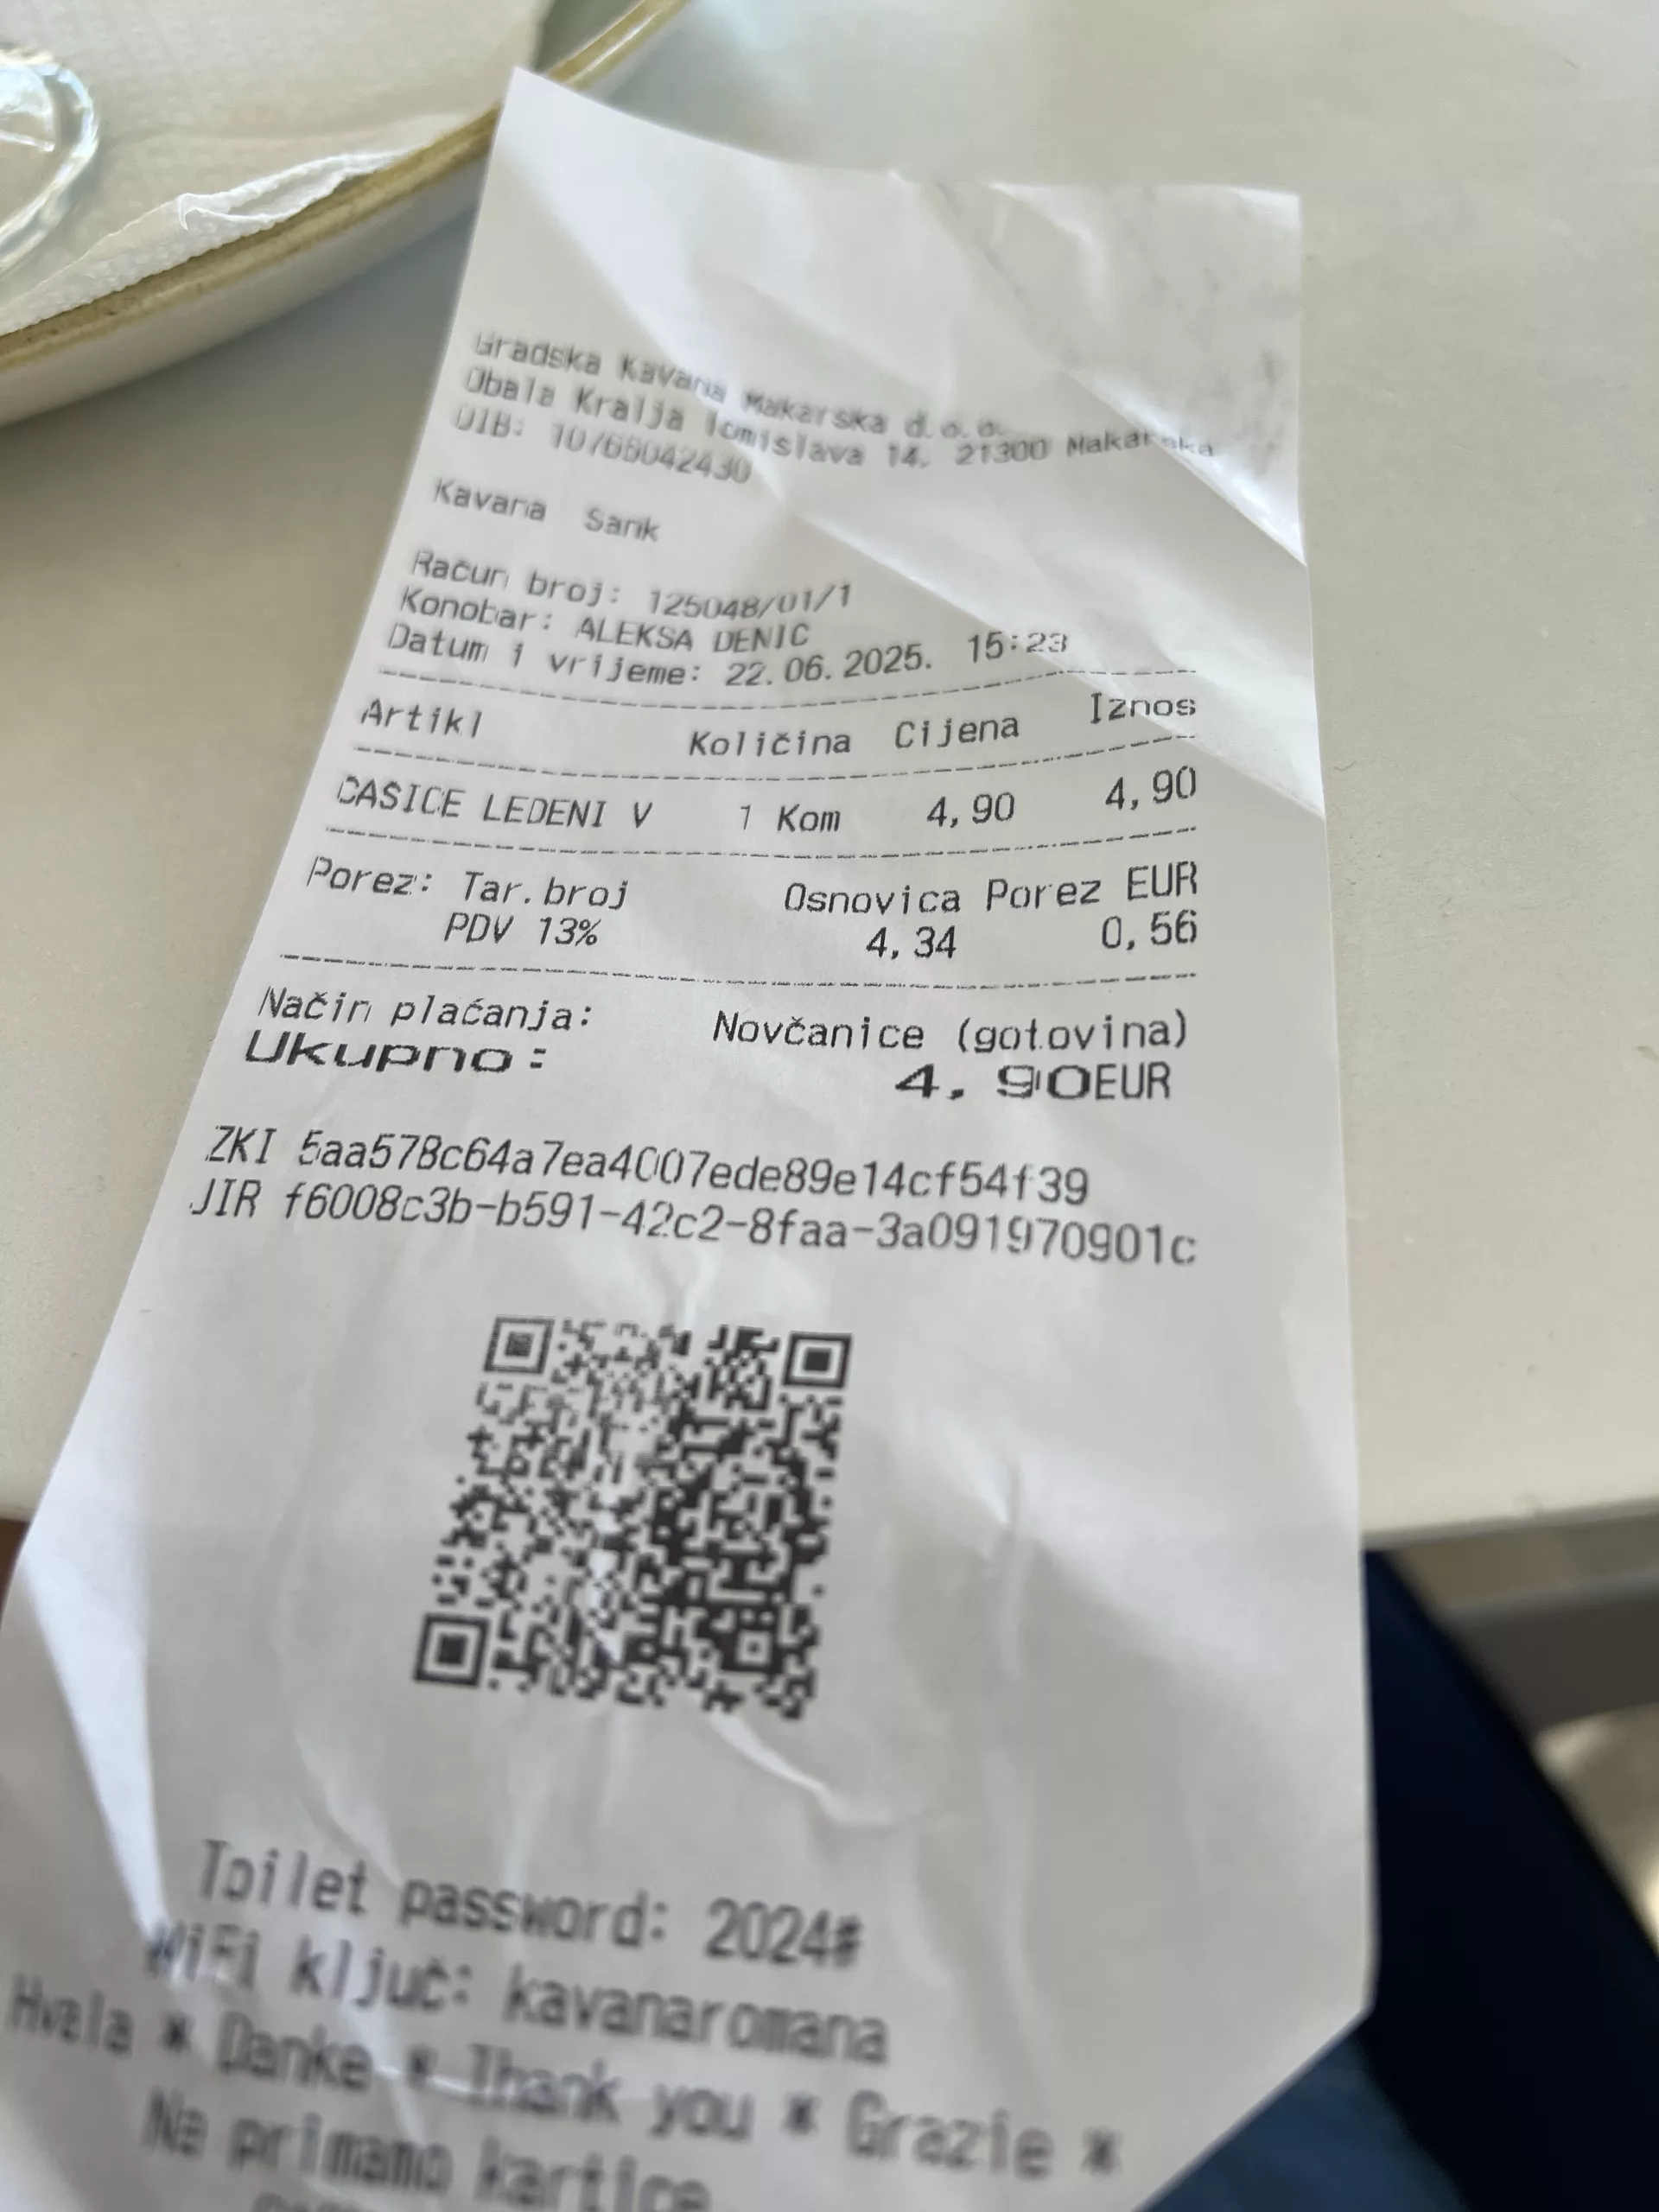 Gradska Kavana Makarska d.o.o.
Obala Kralja Tomislava 14, 21300 Makarska
OIB: 10768042430
Kavana Sank
Račun broj: 125048/01/1
Konobar: ALEKSA DENIC
Datum i vrijeme: 22.06.2025. 15:23
Artikl Količina Cijena Iznos
CASICE LEDENI V 1 Kom 4,90 4,90
Porez: Tar.broj Osnovica Porez EUR
PDV 13% 4,34 0,56
Način plaćanja: Novčanice (gotovina)
Ukupno: 4,90EUR
ZKI 5aa578c64a7ea4007ede89e14cf54f39
JIR f6008c3b-b591-42c2-8faa-3a091970901c
Toilet password: 2024#
WiFi ključ: kavanaromana
Hvala * Danke * Thank you * Grazie *
Ne primamo kartice